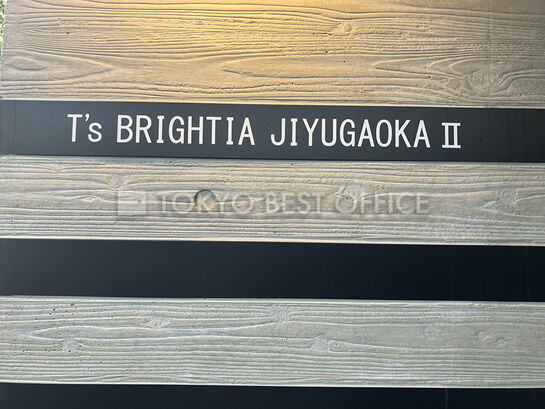 T's BRIGHTIA JIYUGAOKA Ⅱ
TOKYO BEST OFFICE